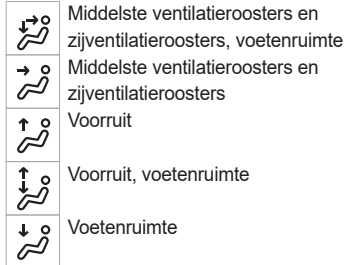 Middelste ventilatieroosters en
zijventilatieroosters, voetenruimte
Middelste ventilatieroosters en
zijventilatieroosters
Voorruit
Voorruit, voetenruimte
Voetenruimte